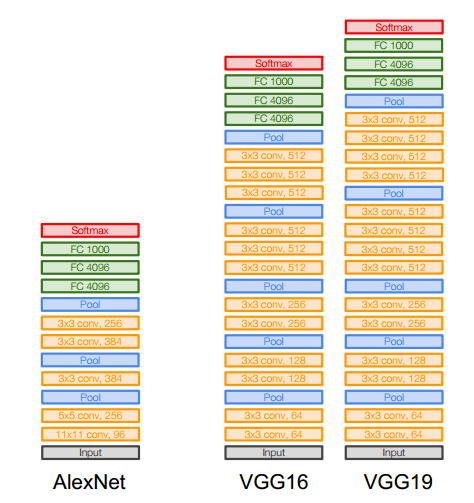 Softmax
FC 1000
FC 4096
FC 4096
Pool
3x3 conv, 256
3x3 conv, 384
Pool
3x3 conv, 384
Pool
5x5 conv, 256
11x11 conv, 96
Input
AlexNet
Softmax
FC 1000
FC 4096
FC 4096
Pool
3x3 conv, 512
3x3 conv, 512
3x3 conv, 512
Pool
3x3 conv, 512
3x3 conv, 512
3x3 conv, 512
Pool
3x3 conv, 256
3x3 conv, 256
Pool
3x3 conv, 128
3x3 conv, 128
Pool
3x3 conv, 64
3x3 conv, 64
Input
VGG16
Softmax
FC 1000
FC 4096
FC 4096
Pool
3x3 conv, 512
3x3 conv, 512
3x3 conv, 512
3x3 conv, 512
Pool
3x3 conv, 512
3x3 conv, 512
3x3 conv, 512
3x3 conv, 512
Pool
3x3 conv, 256
3x3 conv, 256
Pool
3x3 conv, 128
3x3 conv, 128
Pool
3x3 conv, 64
3x3 conv, 64
Input
VGG19